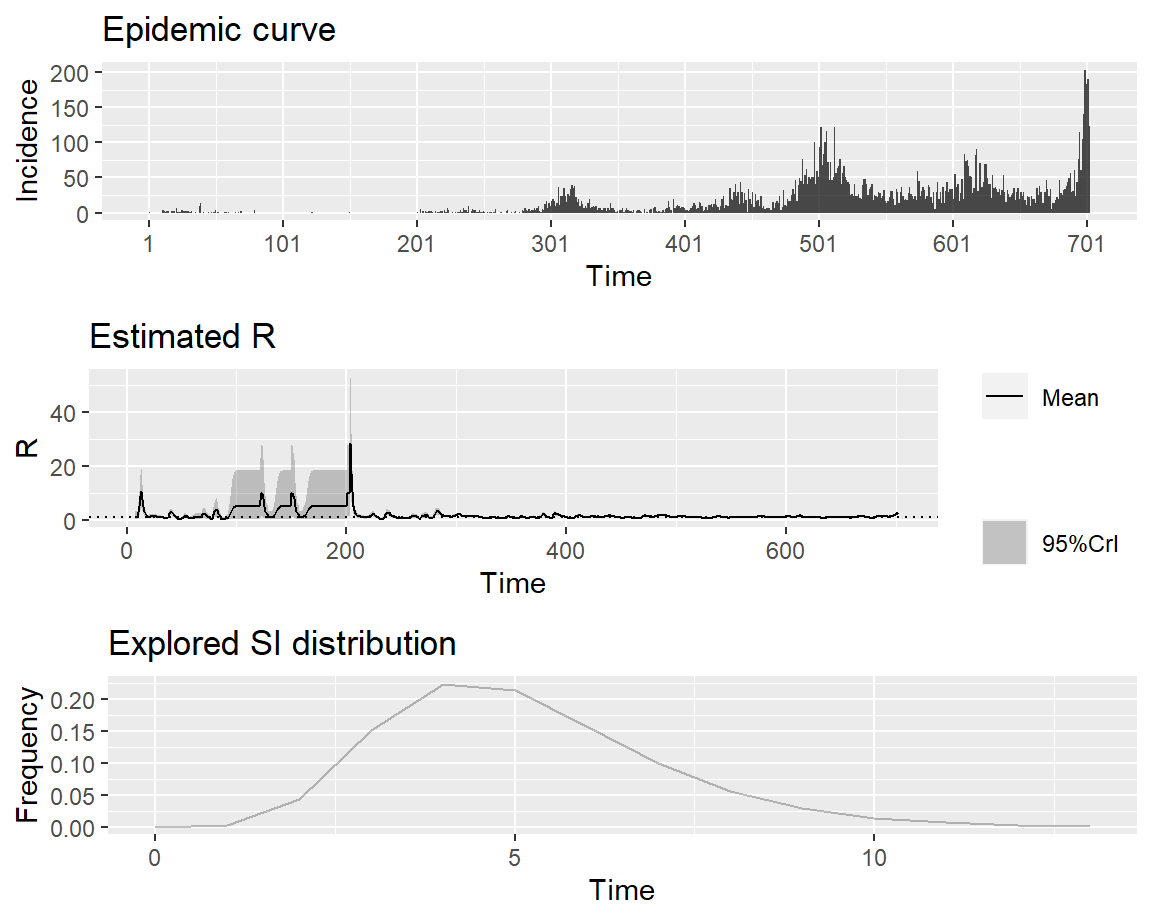 Epidemic curve
200
150
100
50
0
Incidence
1 101 201 301 401 501 601 701
Time
Estimated R
40
20
0
R
0 200 400 600
Time
Mean
95%CrI
Explored SI distribution
0.20
0.15
0.10
0.05
0.00
Frequency
0 5 10
Time